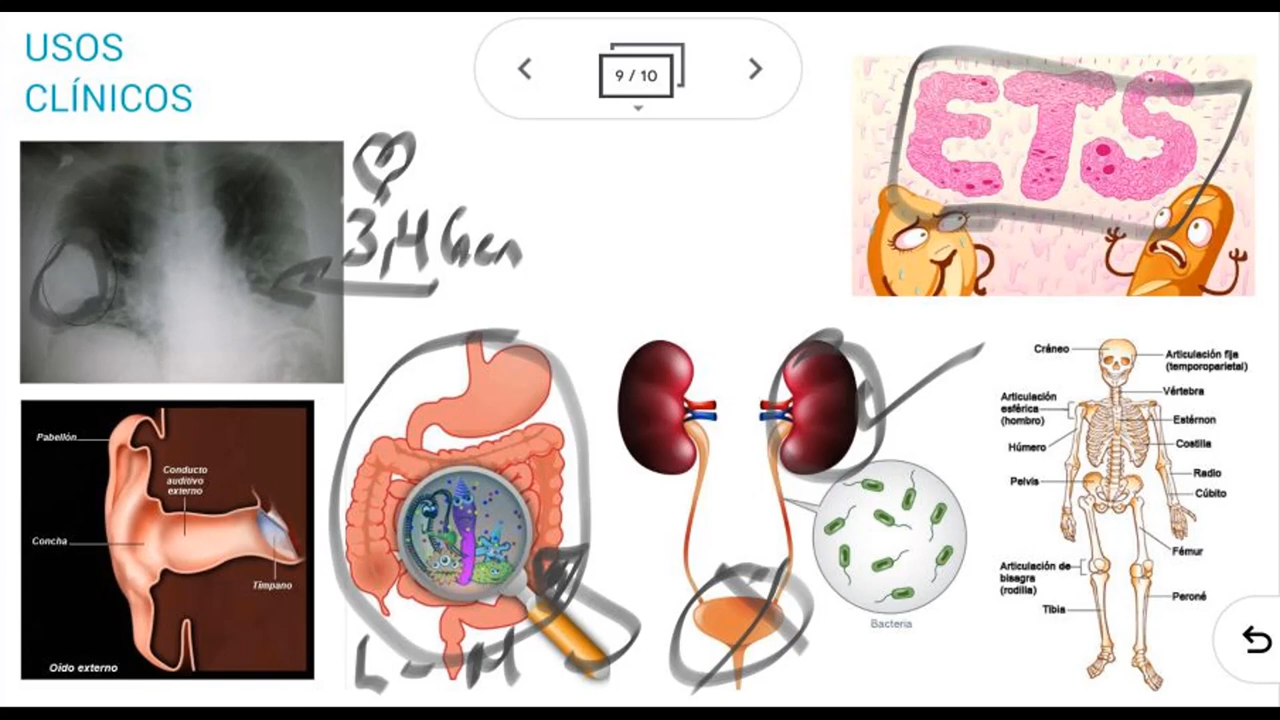 USOS
CLÍNICOS
9 / 10
ETS
Pabellón
Conducto
auditivo
externo
Concha
Tímpano
Oído externo
Bacteria
Cráneo
Articulación fija
(temporoparietal)
Vértebra
Articulación
esférica
(hombro)
Estérnon
Húmero
Costilla
Pelvis
Radio
Cúbito
Fémur
Articulación de
bisagra
(rodilla)
Peroné
Tibia